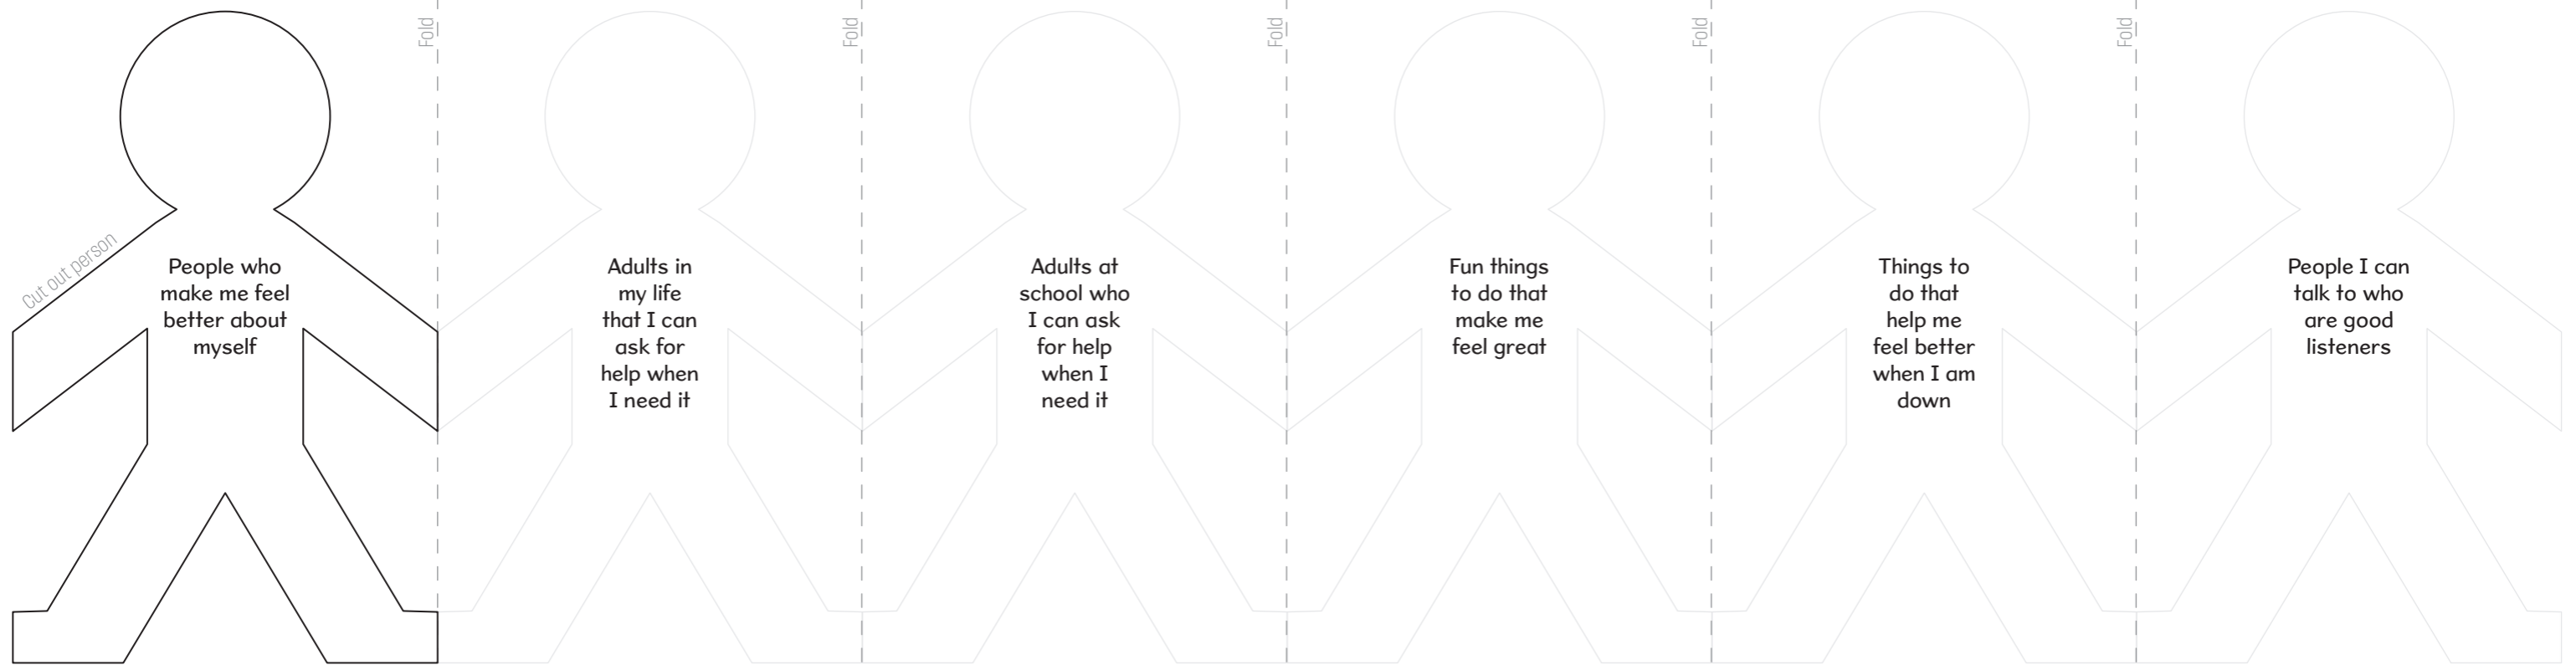 Fold
Fold
Fold
Fold
Fold
Cut out person
People who
make me feel
better about
myself
Adults in
my life
that I can
ask for
help when
I need it
Adults at
school who
I can ask
for help
when I
need it
Fun things
to do that
make me
feel great
Things to
do that
help me
feel better
when I am
down
People I can
talk to who
are good
listeners